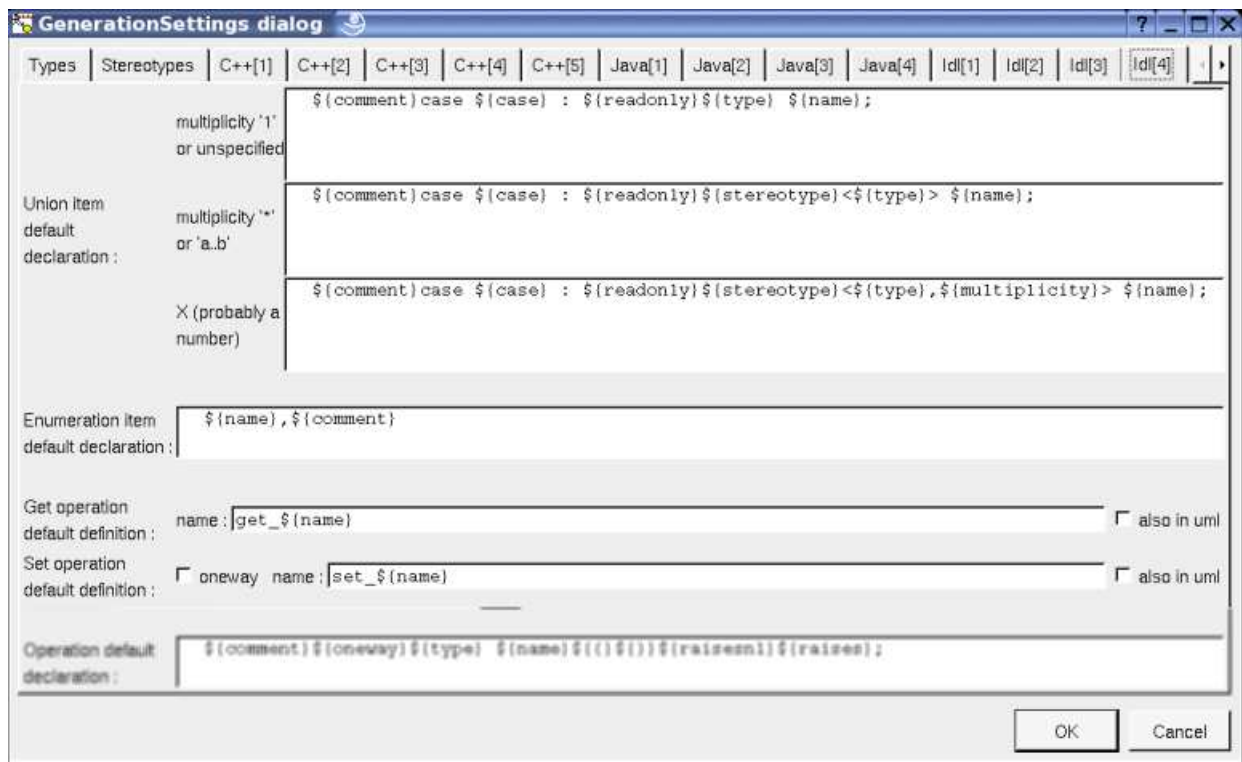 GenerationSettings dialog
Types Stereotypes C++[1] C++[2] C++[3] C++[4] C++[5] Java[1] Java[2] Java[3] Java[4] Idl[1] Idl[2] Idl[3] Idl[4]
Union item
default
declaration :
multiplicity '1'
or unspecified
${comment}case ${case} : ${readonly}${type} ${name};
multiplicity '*'
or 'a..b'
${comment}case ${case} : ${readonly}${stereotype}<${type}> ${name};
X (probably a
number)
${comment}case ${case} : ${readonly}${stereotype}<${type},${multiplicity}> ${name};
Enumeration item
default declaration :
${name},${comment}
Get operation
default definition :
name : get_${name}
also in uml
Set operation
default definition :
oneway name : set_${name}
also in uml
Operation default
declaration :
${comment}${oneway}${type} ${name}${(}${)}${raisesnl}${raises};
OK Cancel